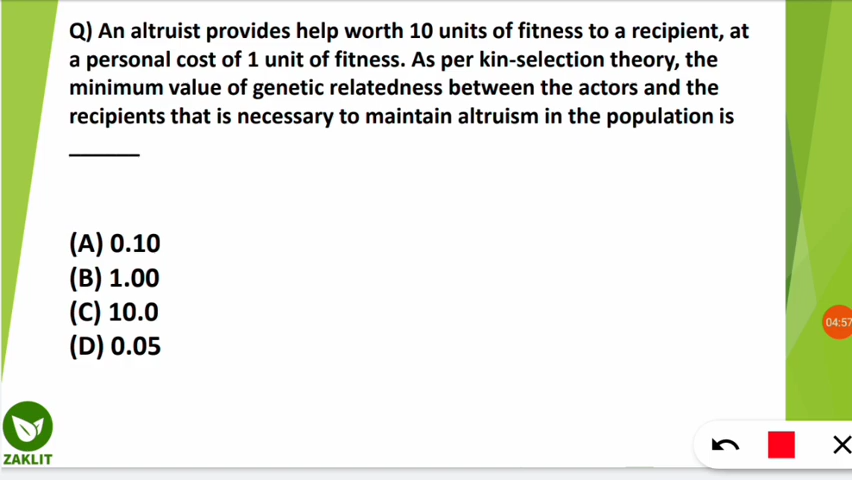 Q) An altruist provides help worth 10 units of fitness to a recipient, at
a personal cost of 1 unit of fitness. As per kin-selection theory, the
minimum value of genetic relatedness between the actors and the
recipients that is necessary to maintain altruism in the population is
______
(A) 0.10
(B) 1.00
(C) 10.0
(D) 0.05
04:57
ZAKLIT